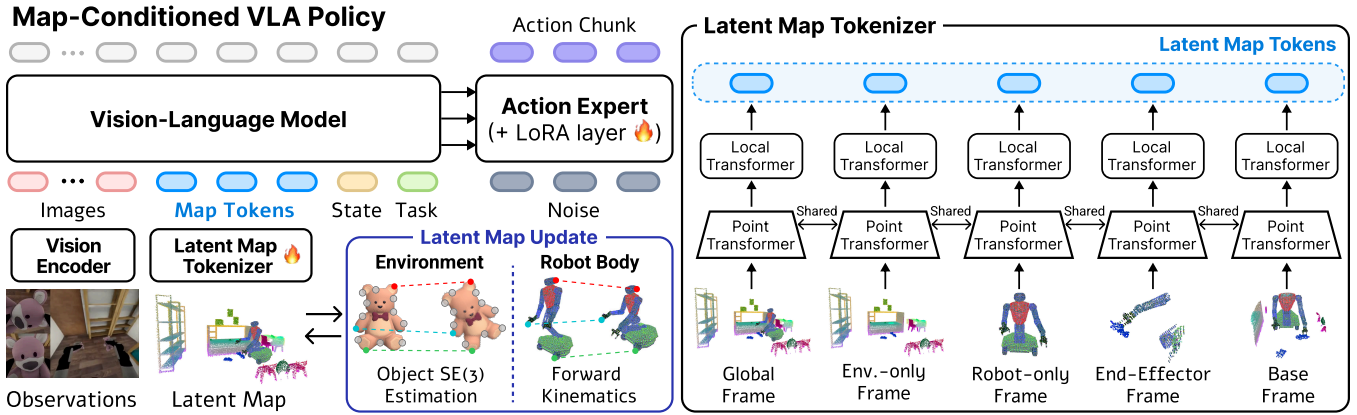 Map-Conditioned VLA Policy
Action Chunk
Vision-Language Model
Action Expert
(+ LoRA layer 🔥)
Images
Map Tokens
State
Task
Noise
Vision
Encoder
Latent Map
Tokenizer
Observations
Latent Map
Latent Map Update
Environment
Robot Body
Object SE(3)
Estimation
Forward
Kinematics
Latent Map Tokenizer
Latent Map Tokens
Local
Transformer
Local
Transformer
Local
Transformer
Local
Transformer
Local
Transformer
Shared
Shared
Shared
Shared
Point
Transformer
Point
Transformer
Point
Transformer
Point
Transformer
Point
Transformer
Global
Frame
Env.-only
Frame
Robot-only
Frame
End-Effector
Frame
Base
Frame